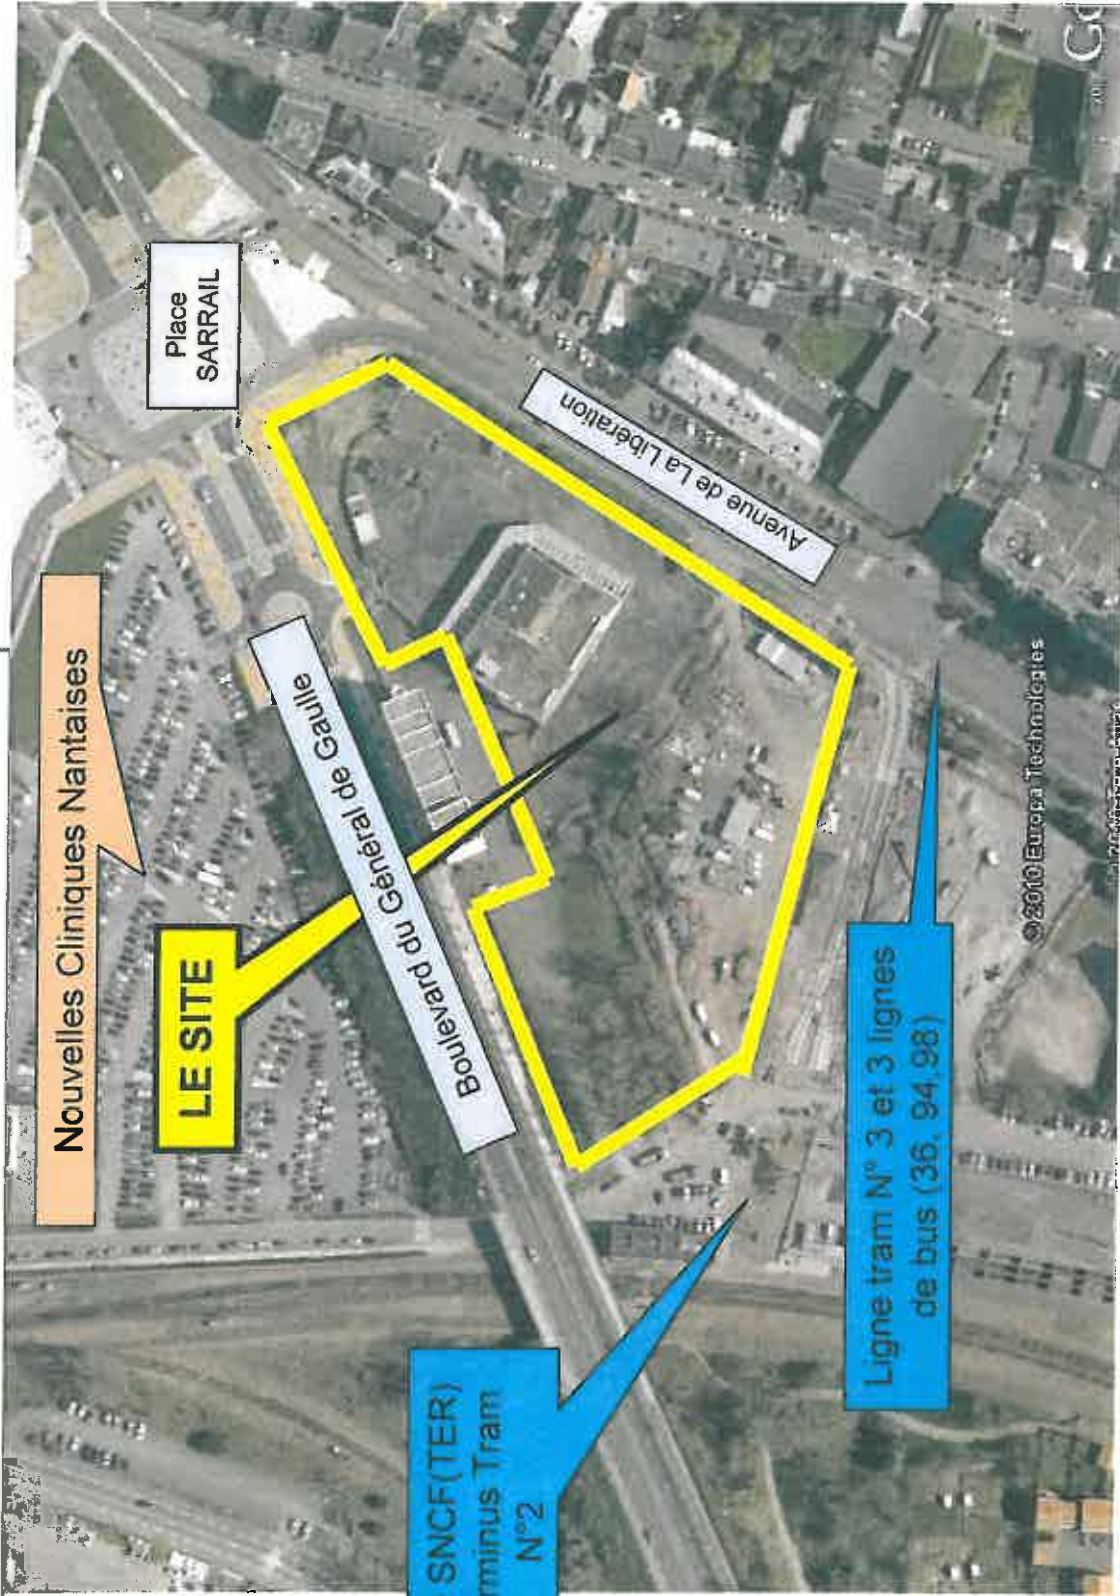 Nouvelles Cliniques Nantaises
LE SITE
Place
SARRAIL
Boulevard du Général de Gaulle
Avenue de La Libération
SNCF(TER)
rminus Tram
N°2
Ligne tram N° 3 et 3 lignes
de bus (36, 94,98)
© 2010 Europa Technologies